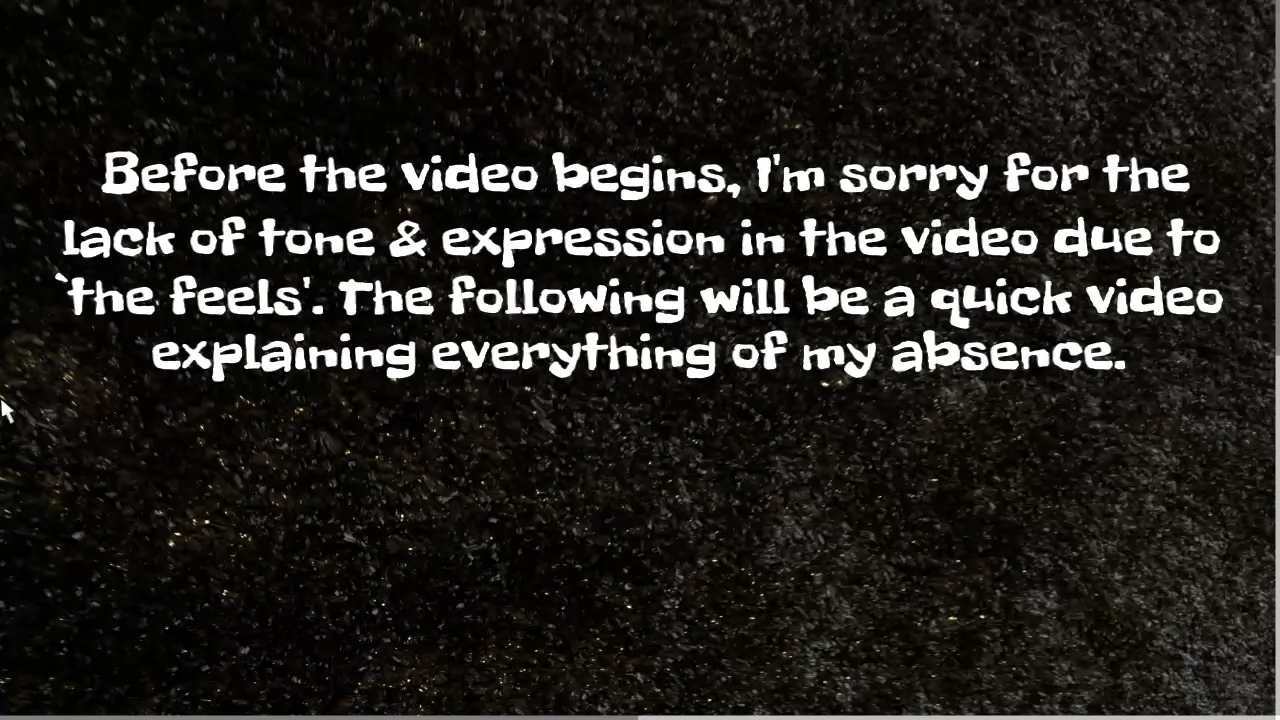 Before the video begins, I'm sorry for the
lack of tone & expression in the video due to
`the feels'. The following will be a quick video
explaining everything of my absence.